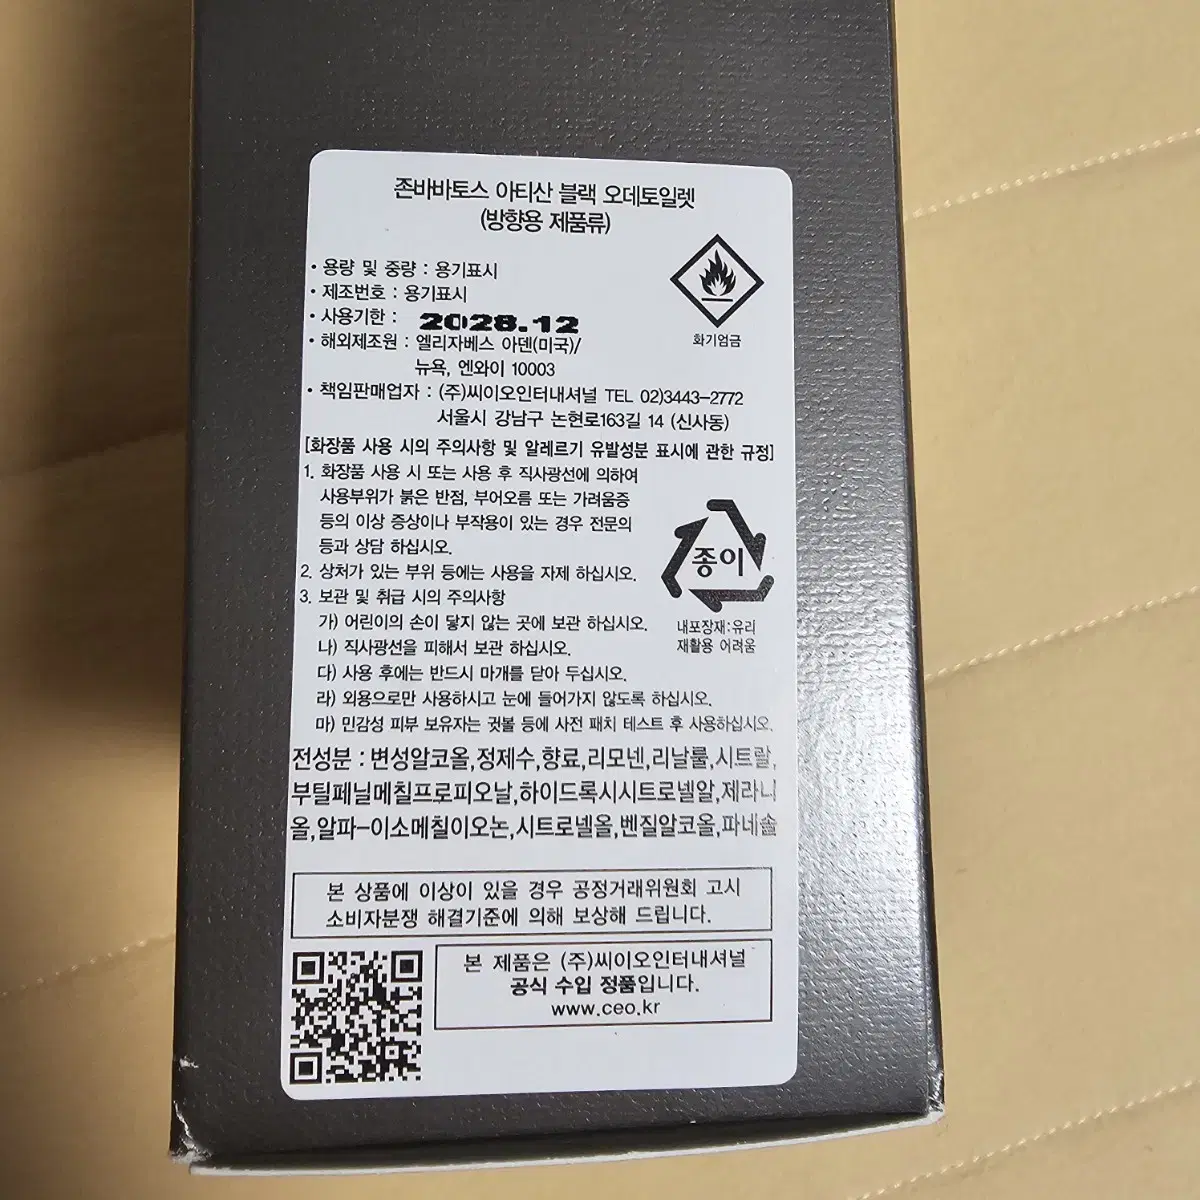 존바바토스 아티산 블랙 오데토일렛
(방향용 제품류)
• 용량 및 중량 : 용기표시
• 제조번호 : 용기표시
• 사용기한 : 2028.12
• 해외제조원 : 엘리자베스 아덴(미국)/
뉴욕, 엔와이 10003
• 책임판매업자 : (주)씨이오인터내셔널 TEL 02)3443-2772
서울시 강남구 논현로163길 14 (신사동)
화기엄금
[화장품 사용 시의 주의사항 및 알레르기 유발성분 표시에 관한 규정]
1. 화장품 사용 시 또는 사용 후 직사광선에 의하여
사용부위가 붉은 반점, 부어오름 또는 가려움증
등의 이상 증상이나 부작용이 있는 경우 전문의
등과 상담 하십시오.
2. 상처가 있는 부위 등에는 사용을 자제 하십시오.
3. 보관 및 취급 시의 주의사항
가) 어린이의 손이 닿지 않는 곳에 보관 하십시오.
나) 직사광선을 피해서 보관 하십시오.
다) 사용 후에는 반드시 마개를 닫아 두십시오.
라) 외용으로만 사용하시고 눈에 들어가지 않도록 하십시오.
마) 민감성 피부 보유자는 귓볼 등에 사전 패치 테스트 후 사용하십시오.
종이
내포장재:유리
재활용 어려움
전성분 : 변성알코올,정제수,향료,리모넨,리날룰,시트랄,
부틸페닐메칠프로피오날,하이드록시시트로넬알,제라니
올,알파-이소메칠이오논,시트로넬올,벤질알코올,파네솔
본 상품에 이상이 있을 경우 공정거래위원회 고시
소비자분쟁 해결기준에 의해 보상해 드립니다.
본 제품은 (주)씨이오인터내셔널
공식 수입 정품입니다.
www.ceo.kr